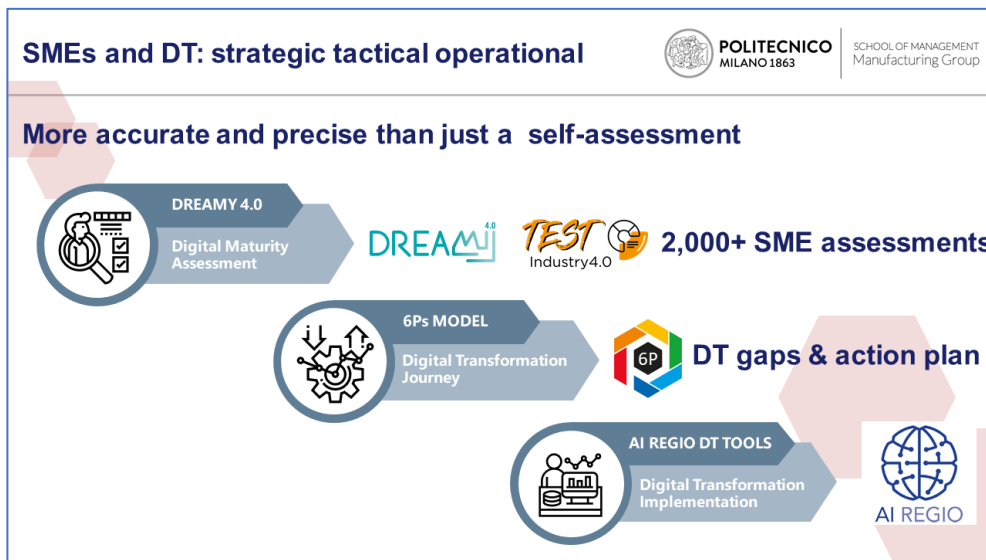 SMEs and DT: strategic tactical operational
POLITECNICO
MILANO 1863
SCHOOL OF MANAGEMENT
Manufacturing Group
More accurate and precise than just a self-assessment
DREAMY 4.0
Digital Maturity
Assessment
DREAMY 4.0
TEST
Industry4.0
2,000+ SME assessments
6Ps MODEL
Digital Transformation
Journey
6P
DT gaps & action plan
AI REGIO DT TOOLS
Digital Transformation
Implementation
AI REGIO